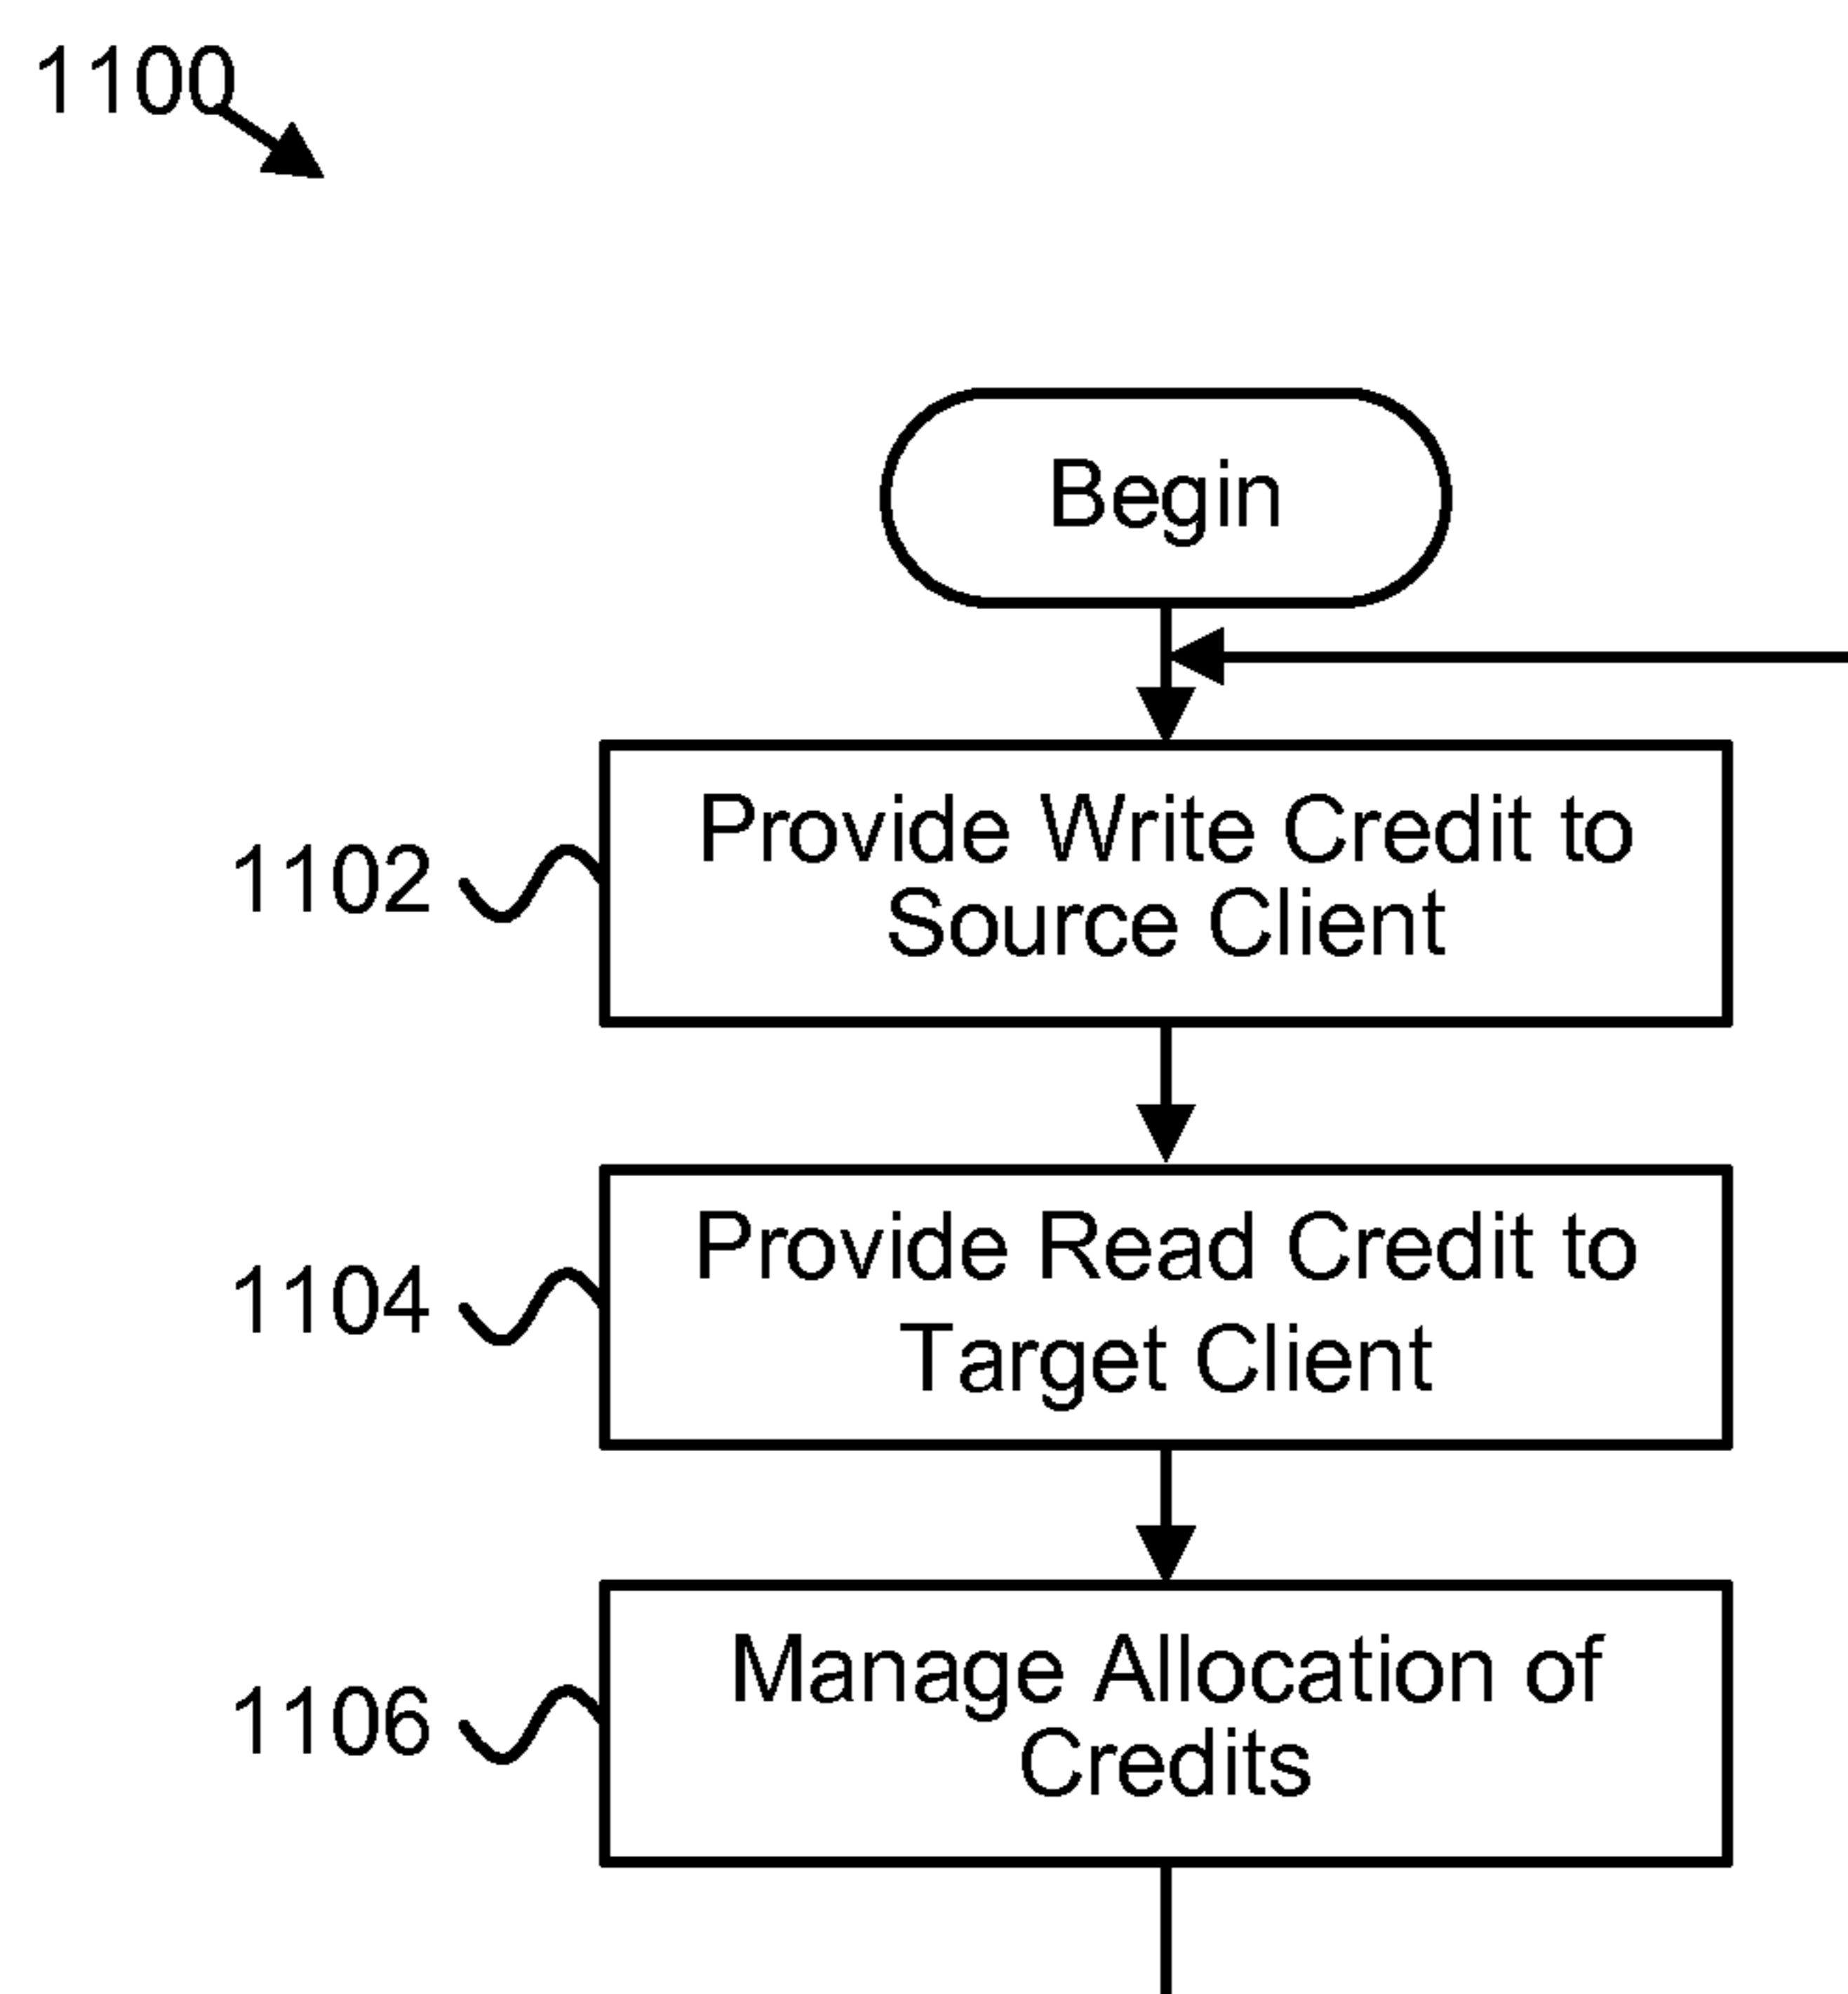 1100
Begin
1102
Provide Write Credit to
Source Client
1104
Provide Read Credit to
Target Client
1106
Manage Allocation of
Credits